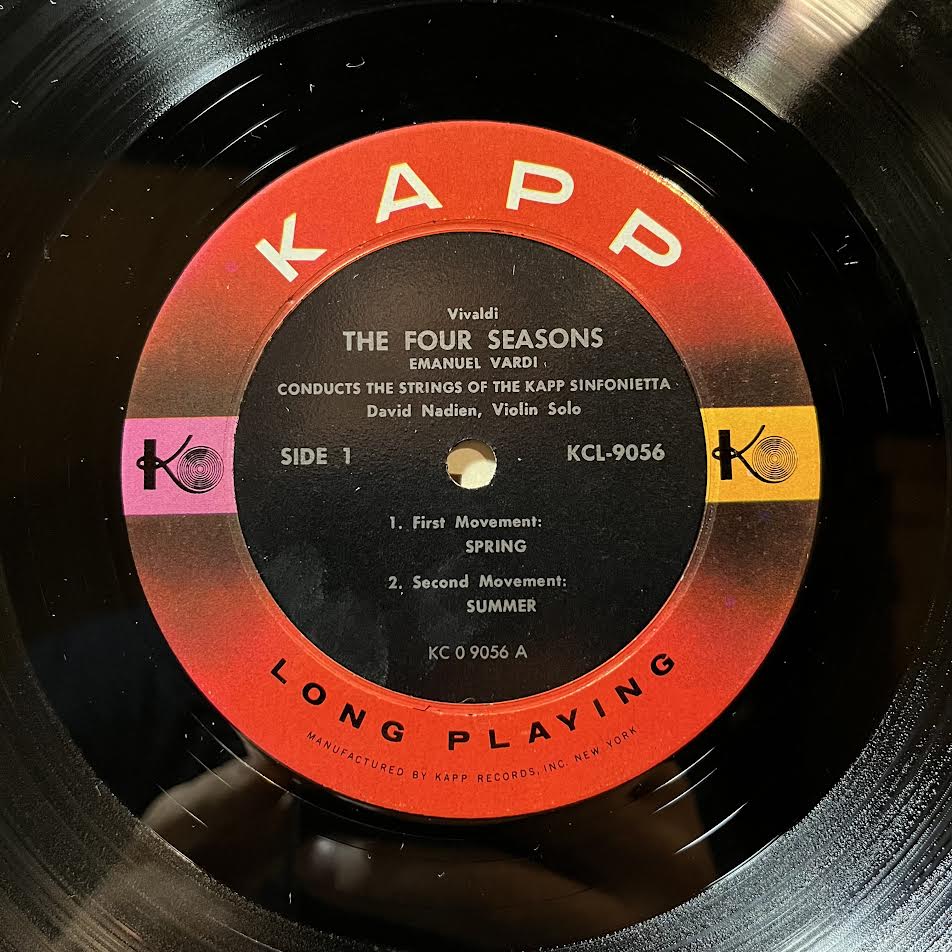 KAPP
Vivaldi
THE FOUR SEASONS
EMANUEL VARDI
CONDUCTS THE STRINGS OF THE KAPP SINFONIETTA
David Nadien, Violin Solo
K
K
SIDE 1
KCL-9056
1. First Movement:
SPRING
2. Second Movement:
SUMMER
KC 0 9056 A
LONG PLAYING
MANUFACTURED BY KAPP RECORDS, INC. NEW YORK